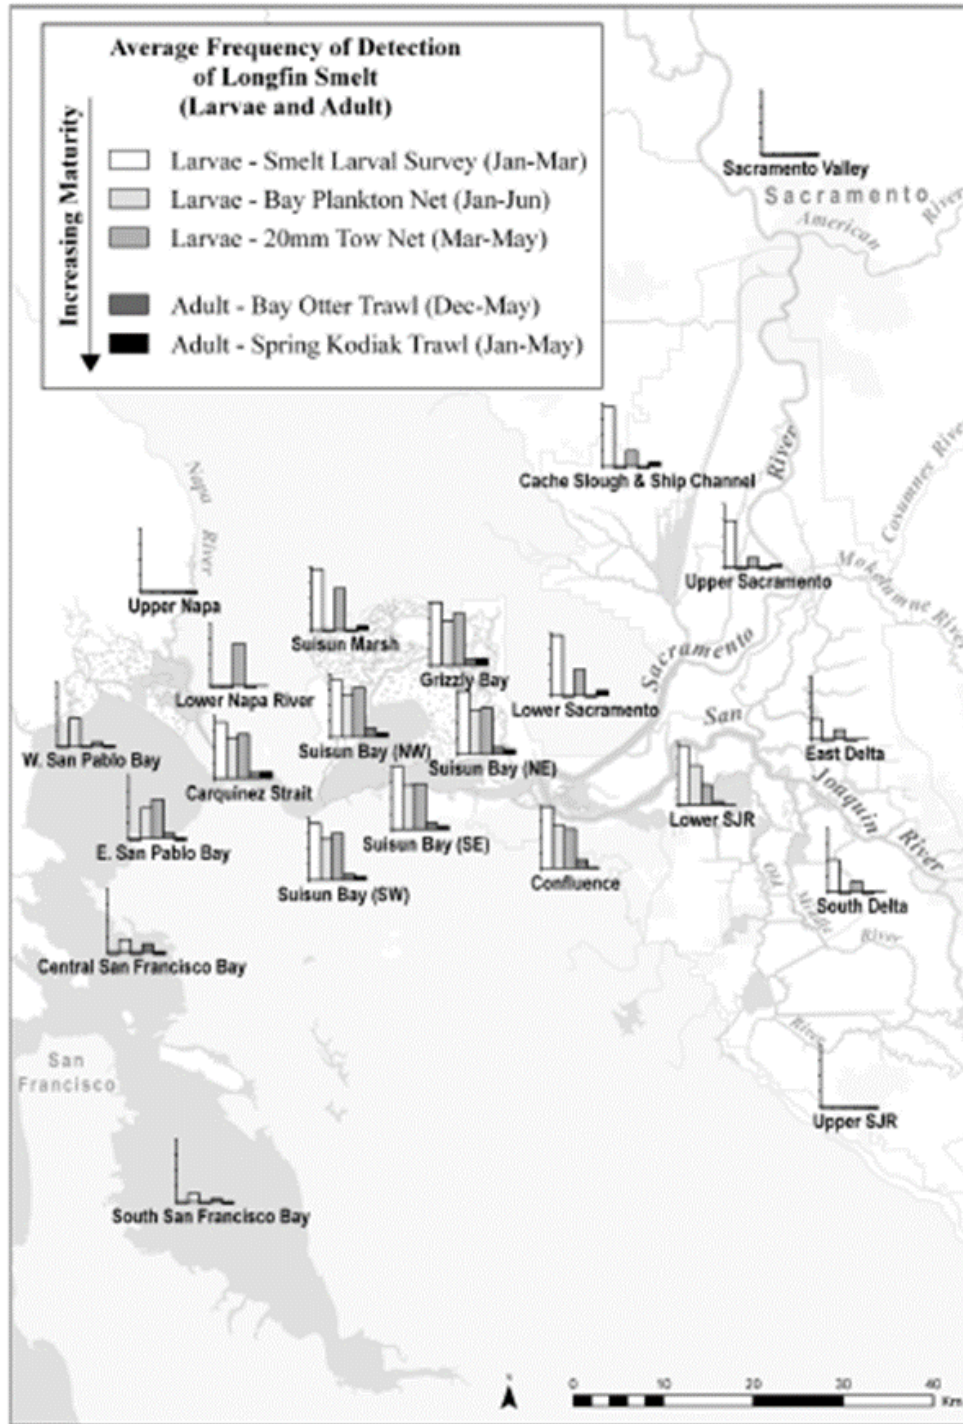 Average Frequency of Detection
of Longfin Smelt
(Larvae and Adult)
Increasing Maturity
Larvae - Smelt Larval Survey (Jan-Mar)
Larvae - Bay Plankton Net (Jan-Jun)
Larvae - 20mm Tow Net (Mar-May)
Adult - Bay Otter Trawl (Dec-May)
Adult - Spring Kodiak Trawl (Jan-May)
Sacramento Valley
Sacramento
American River
Cache Slough & Ship Channel
River
Cosumnes River
Napa River
Upper Sacramento
Mokelumne River
Upper Napa
Suisun Marsh
Grizzly Bay
Sacramento
Lower Napa River
Lower Sacramento
San
Suisun Bay (NW)
Suisun Bay (NE)
East Delta
W. San Pablo Bay
Carquinez Strait
Joaquin River
Lower SJR
E. San Pablo Bay
Suisun Bay (SE)
Suisun Bay (SW)
Confluence
Old
Middle River
South Delta
Central San Francisco Bay
San
Francisco
River
Upper SJR
South San Francisco Bay
N
0 10 20 30 40
Km